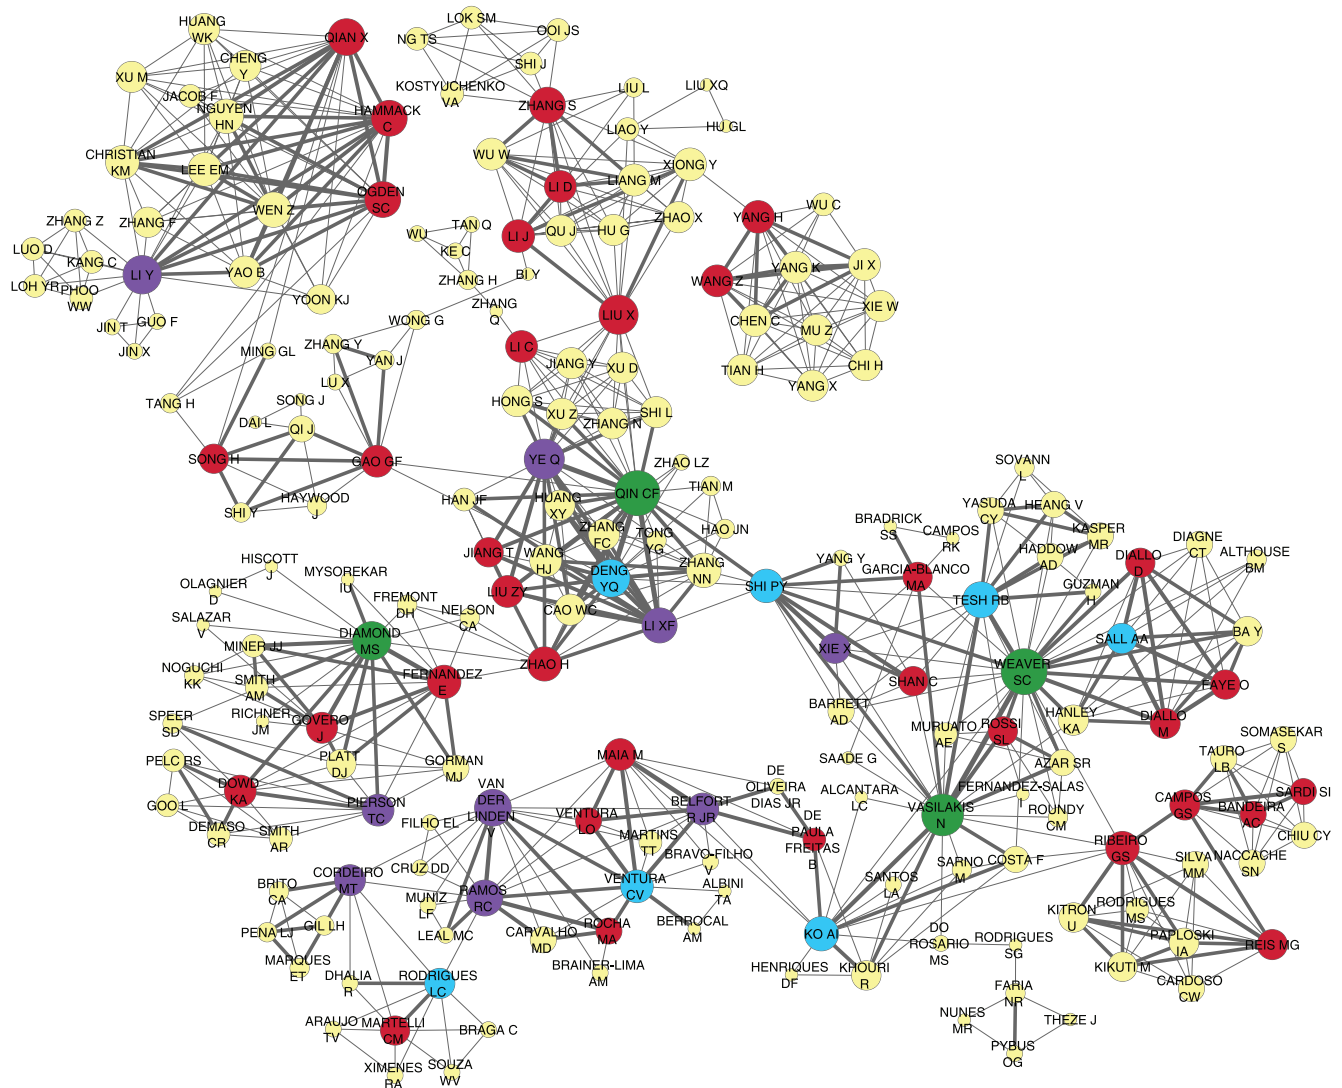 LOK SM
HUANG
WK
NG TS
OOI JS
QIAN X
CHENG
Y
SHI J
XU M
KOSTYUCHENKO
VA
LIU L
LIU XQ
JACOB F
NGUYEN
HN
HAMMACK
C
ZHANG S
LIAO Y
HU GL
CHRISTIAN
KM
LEE EM
WU W
XIONG Y
LIANG M
LI D
OGDEN
SC
WEN Z
ZHANG Z
ZHANG F
WU C
YANG H
ZHAO X
TAN Q
WU
LI J
QU J
HU G
LUO D
KANG C
KE C
LI Y
YAO B
BI Y
ZHANG H
YANG K
JI X
WANG Z
LOH YR
PHOO
WW
YOON KJ
ZHANG
Q
LIU X
XIE W
CHEN C
MU Z
JIN T
GUO F
WONG G
JIN X
MING GL
ZHANG Y
YAN J
LI C
JIANG Y
XU D
TIAN H
CHI H
YANG X
LU X
TANG H
SONG J
HONG S
XU Z
SHI L
DAI L
QI J
ZHANG N
SONG H
GAO GF
YE Q
ZHAO LZ
SOVANN
L
QIN CF
TIAN M
HAYWOOD
J
SHI Y
HAN JF
HUANG
XY
YASUDA
CY
HEANG V
BRADRICK
SS
CAMPOS
RK
KASPER
MR
DIAGNE
CT
HAO JN
ZHANG
FC
TONG
YG
JIANG T
WANG
HJ
YANG Y
HADDOW
AD
DIALLO
D
ALTHOUSE
BM
HISCOTT
J
DENG
YQ
ZHANG
NN
SHI PY
GARCIA-BLANCO
MA
MYSOREKAR
IU
LIU ZY
GUZMAN
H
TESH RB
OLAGNIER
D
FREMONT
DH
CAO WC
NELSON
CA
LI XF
SALAZAR
V
DIAMOND
MS
SALL AA
BA Y
MINER JJ
XIE X
NOGUCHI
KK
ZHAO H
WEAVER
SC
FERNANDEZ
E
SHAN C
FAYE O
SMITH
AM
SPEER
SD
RICHNER
JM
GOVERO
J
BARRETT
AD
HANLEY
KA
DIALLO
M
MURUATO
AE
ROSSI
SL
SOMASEKAR
S
PELC RS
PLATT
DJ
GORMAN
MJ
MAIA M
SAADE G
AZAR SR
TAURO
LB
DOWD
KA
DE
OLIVEIRA
DIAS JR
FERNANDEZ-SALAS
I
SARDI SI
VAN
DER
LINDEN
V
ALCANTARA
LC
CAMPOS
GS
GOO L
PIERSON
TC
BELFORT
R JR
VASILAKIS
N
ROUNDY
CM
BANDEIRA
AC
FILHO EL
VENTURA
LO
DE
PAULA
FREITAS
B
CHIU CY
DEMASO
CR
SMITH
AR
MARTINS
TT
RIBEIRO
GS
BRAVO-FILHO
V
SARNO
M
COSTA F
SILVA
MM
NACCACHE
SN
CRUZ DD
CORDEIRO
MT
BRITO
CA
RAMOS
RC
VENTURA
CV
ALBINI
TA
SANTOS
LA
MUNIZ
LF
RODRIGUES
MS
KITRON
U
PENA LJ
GIL LH
LEAL MC
CARVALHO
MD
ROCHA
MA
BERROCAL
AM
KO AI
DO
ROSARIO
MS
RODRIGUES
SG
PAPLOSKI
IA
REIS MG
MARQUES
ET
DHALIA
R
RODRIGUES
LC
BRAINER-LIMA
AM
HENRIQUES
DF
KHOURI
R
KIKUTI M
CARDOSO
CW
FARIA
NR
ARAUJO
TV
MARTELLI
CM
BRAGA C
NUNES
MR
THEZE J
PYBUS
OG
XIMENES
RA
SOUZA
WV